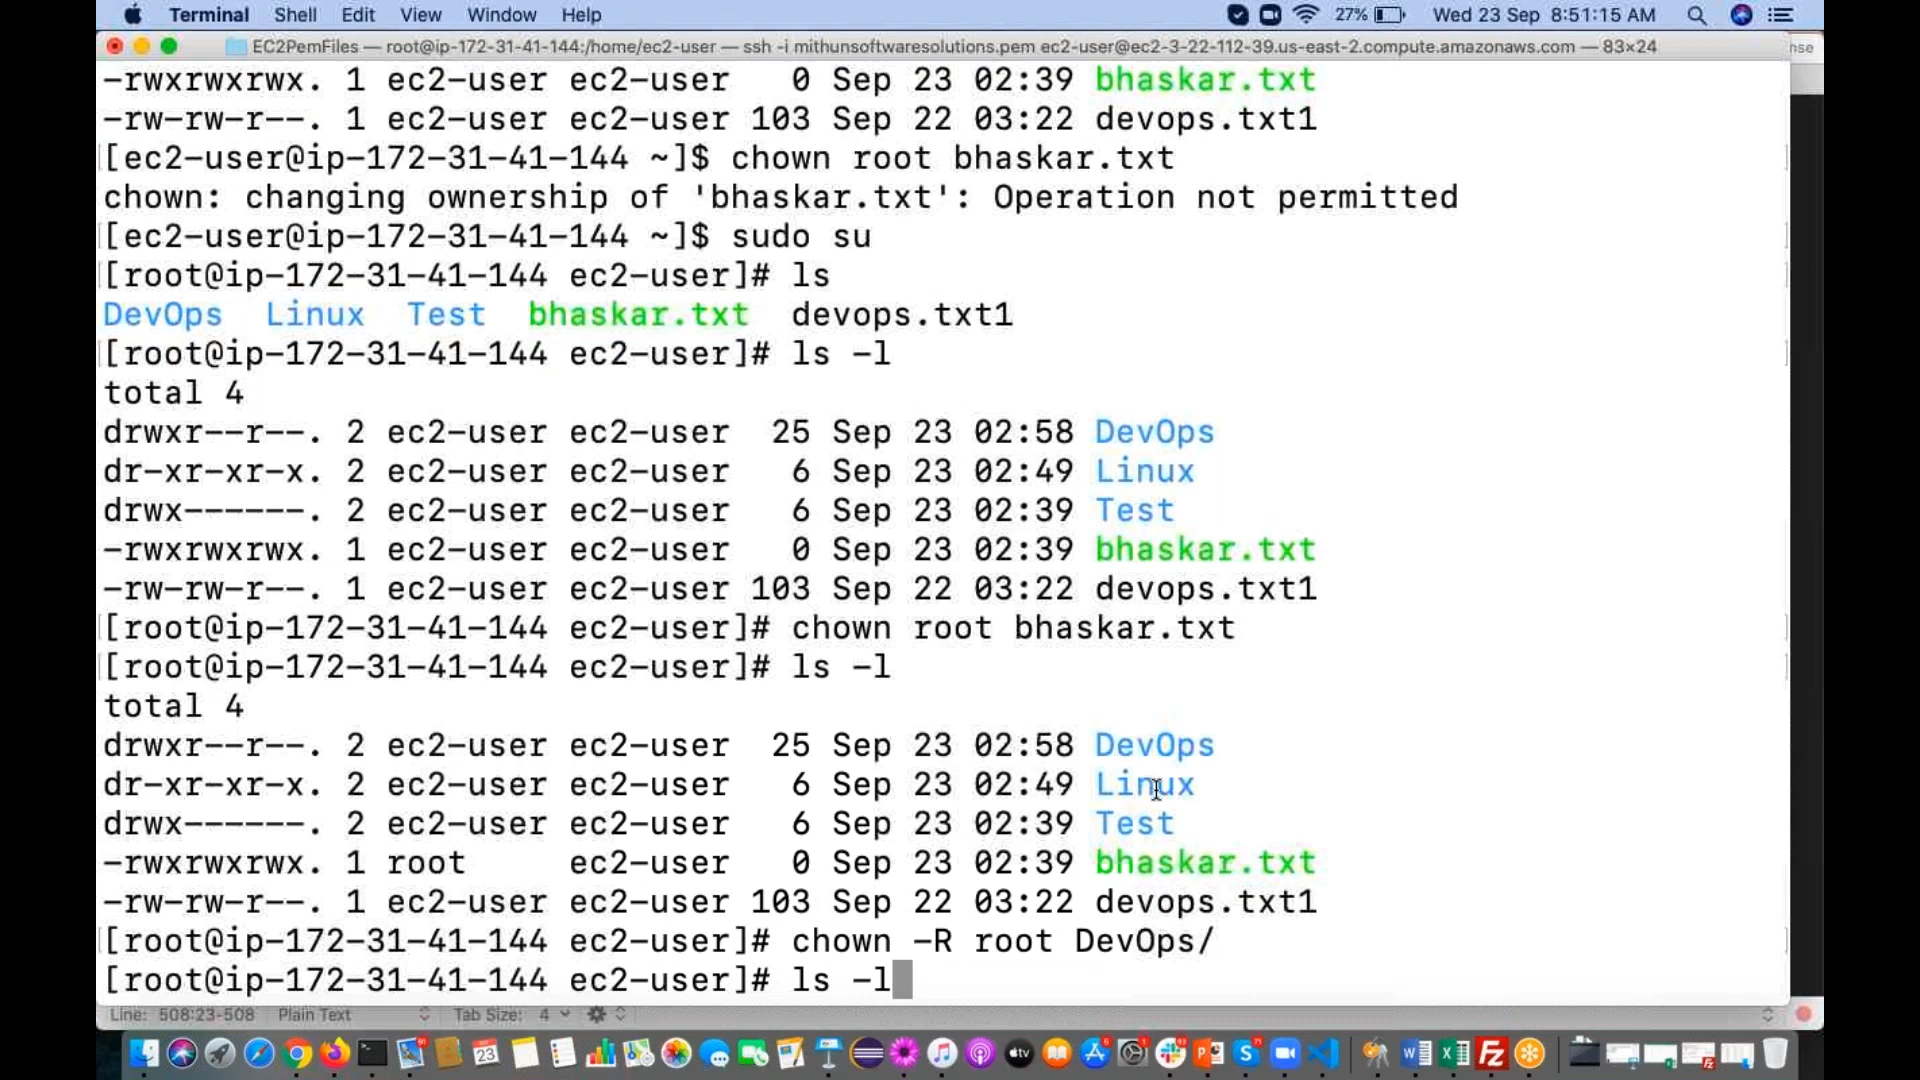 Terminal Shell Edit View Window Help 27% Wed 23 Sep 8:51:15 AM
EC2PemFiles — root@ip-172-31-41-144:/home/ec2-user — ssh -i mithunsoftwaresolutions.pem ec2-user@ec2-3-22-112-39.us-east-2.compute.amazonaws.com — 83×24 nse
-rwxrwxrwx. 1 ec2-user ec2-user   0 Sep 23 02:39 bhaskar.txt
-rw-rw-r--. 1 ec2-user ec2-user 103 Sep 22 03:22 devops.txt1
[ec2-user@ip-172-31-41-144 ~]$ chown root bhaskar.txt
chown: changing ownership of 'bhaskar.txt': Operation not permitted
[ec2-user@ip-172-31-41-144 ~]$ sudo su
[root@ip-172-31-41-144 ec2-user]# ls
DevOps  Linux  Test  bhaskar.txt  devops.txt1
[root@ip-172-31-41-144 ec2-user]# ls -l
total 4
drwxr--r--. 2 ec2-user ec2-user  25 Sep 23 02:58 DevOps
dr-xr-xr-x. 2 ec2-user ec2-user   6 Sep 23 02:49 Linux
drwx------. 2 ec2-user ec2-user   6 Sep 23 02:39 Test
-rwxrwxrwx. 1 ec2-user ec2-user   0 Sep 23 02:39 bhaskar.txt
-rw-rw-r--. 1 ec2-user ec2-user 103 Sep 22 03:22 devops.txt1
[root@ip-172-31-41-144 ec2-user]# chown root bhaskar.txt
[root@ip-172-31-41-144 ec2-user]# ls -l
total 4
drwxr--r--. 2 ec2-user ec2-user  25 Sep 23 02:58 DevOps
dr-xr-xr-x. 2 ec2-user ec2-user   6 Sep 23 02:49 Linux
drwx------. 2 ec2-user ec2-user   6 Sep 23 02:39 Test
-rwxrwxrwx. 1 root     ec2-user   0 Sep 23 02:39 bhaskar.txt
-rw-rw-r--. 1 ec2-user ec2-user 103 Sep 22 03:22 devops.txt1
[root@ip-172-31-41-144 ec2-user]# chown -R root DevOps/
[root@ip-172-31-41-144 ec2-user]# ls -l
Line: 508:23-508 Plain Text Tab Size: 4